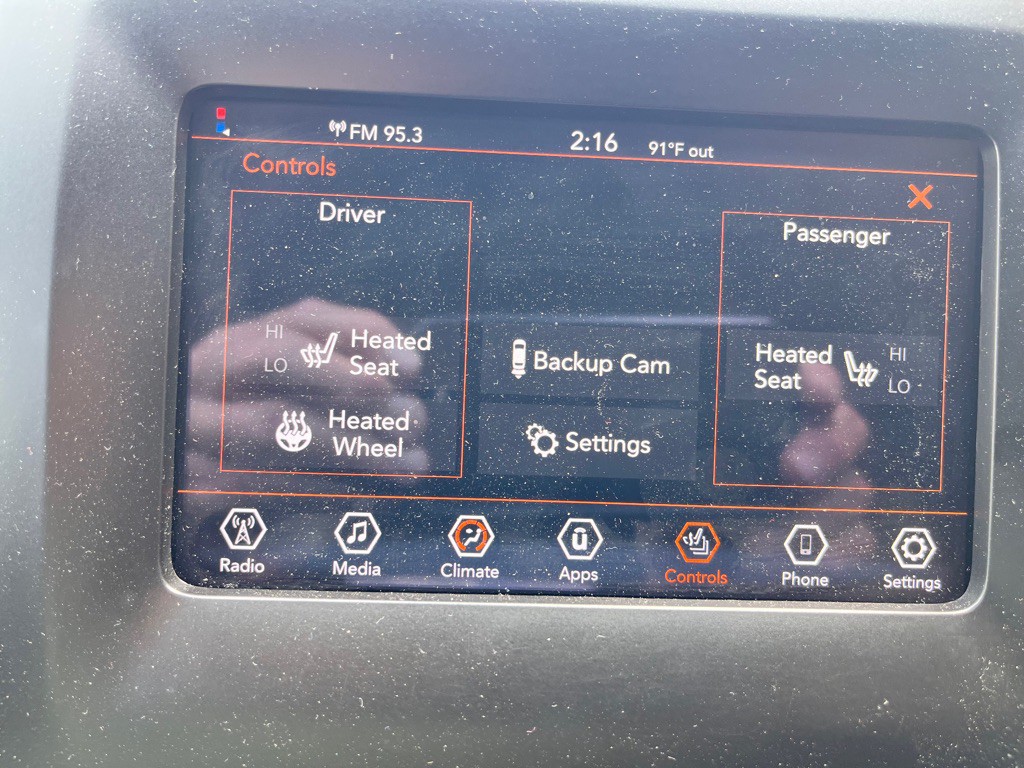 FM 95.3
2:16
91°F out
Controls
Driver
Passenger
HI
LO
Heated
Seat
Heated
Wheel
Backup Cam
Settings
Heated
Seat
HI
LO
Radio
Media
Climate
Apps
Controls
Phone
Settings